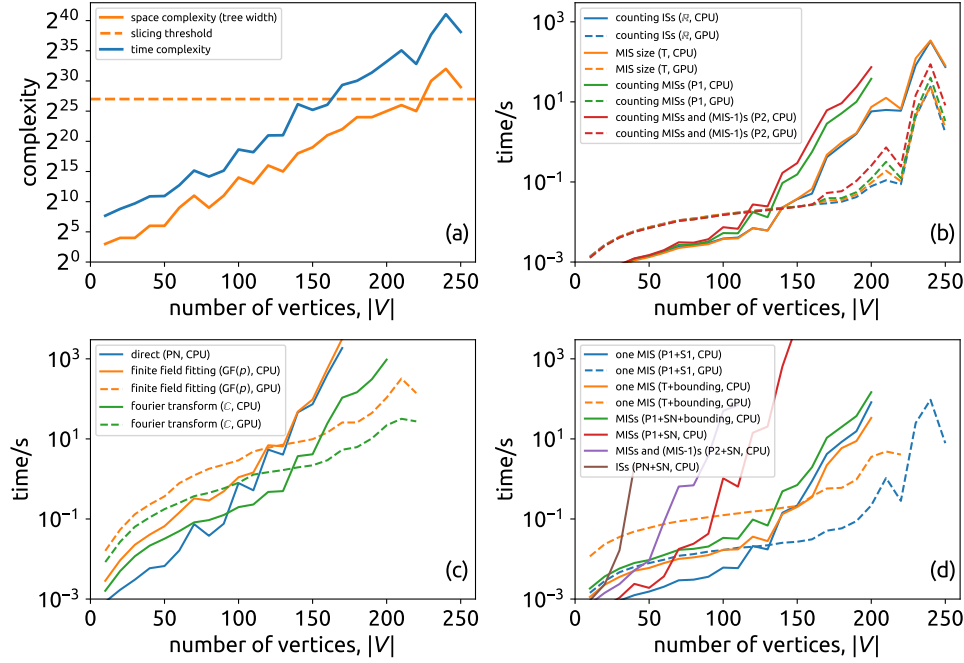 2^40
2^35
2^30
2^25
2^20
2^15
2^10
2^5
2^0
complexity
space complexity (tree width)
slicing threshold
time complexity
(a)
0 50 100 150 200 250
number of vertices, |V|
10^3
10^1
10^−1
10^−3
time/s
counting ISs (ℝ, CPU)
counting ISs (ℝ, GPU)
MIS size (T, CPU)
MIS size (T, GPU)
counting MISs (P1, CPU)
counting MISs (P1, GPU)
counting MISs and (MIS-1)s (P2, CPU)
counting MISs and (MIS-1)s (P2, GPU)
(b)
0 50 100 150 200 250
number of vertices, |V|
10^3
10^1
10^−1
10^−3
time/s
direct (PN, CPU)
finite field fitting (GF(p), CPU)
finite field fitting (GF(p), GPU)
fourier transform (ℂ, CPU)
fourier transform (ℂ, GPU)
(c)
0 50 100 150 200 250
number of vertices, |V|
10^3
10^1
10^−1
10^−3
time/s
one MIS (P1+S1, CPU)
one MIS (P1+S1, GPU)
one MIS (T+bounding, CPU)
one MIS (T+bounding, GPU)
MISs (P1+SN+bounding, CPU)
MISs (P1+SN, CPU)
MISs and (MIS-1)s (P2+SN, CPU)
ISs (PN+SN, CPU)
(d)
0 50 100 150 200 250
number of vertices, |V|